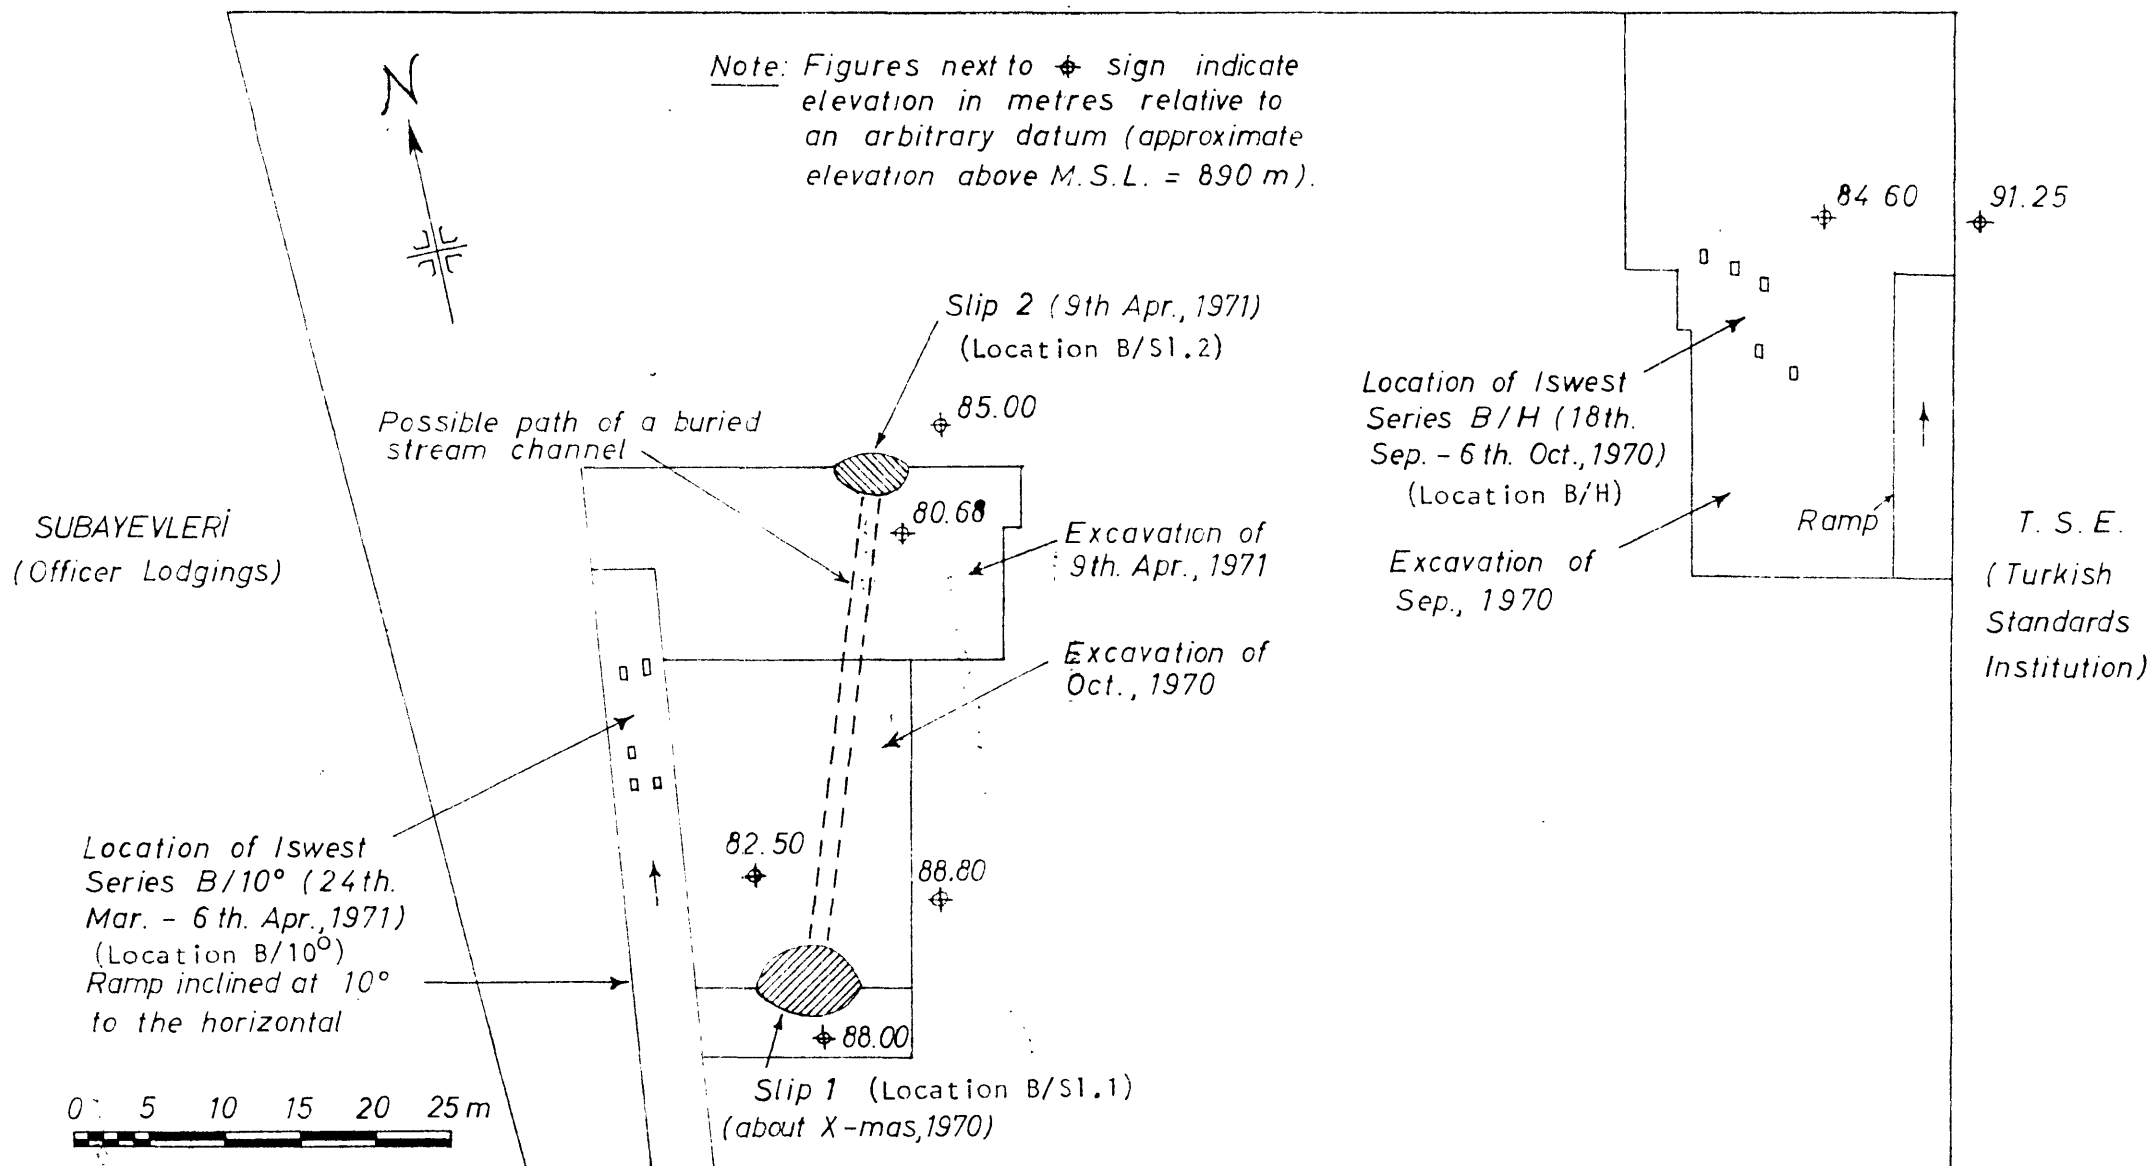 N
Note: Figures next to sign indicate
elevation in metres relative to
an arbitrary datum (approximate
elevation above M.S.L. = 890 m).
84 60
91.25
Slip 2 (9th Apr., 1971)
(Location B/Sl.2)
85.00
Possible path of a buried
stream channel
80.68
Excavation of
9th. Apr., 1971
Excavation of
Oct., 1970
Location of Iswest
Series B/H (18th.
Sep. - 6th. Oct., 1970)
(Location B/H)
Excavation of
Sep., 1970
Ramp
T. S. E.
(Turkish
Standards
Institution)
SUBAYEVLERİ
(Officer Lodgings)
82.50
88.80
Location of Iswest
Series B/10° (24th.
Mar. - 6th. Apr., 1971)
(Location B/10°)
Ramp inclined at 10°
to the horizontal
88.00
Slip 1 (Location B/Sl.1)
(about X-mas, 1970)
0 5 10 15 20 25 m